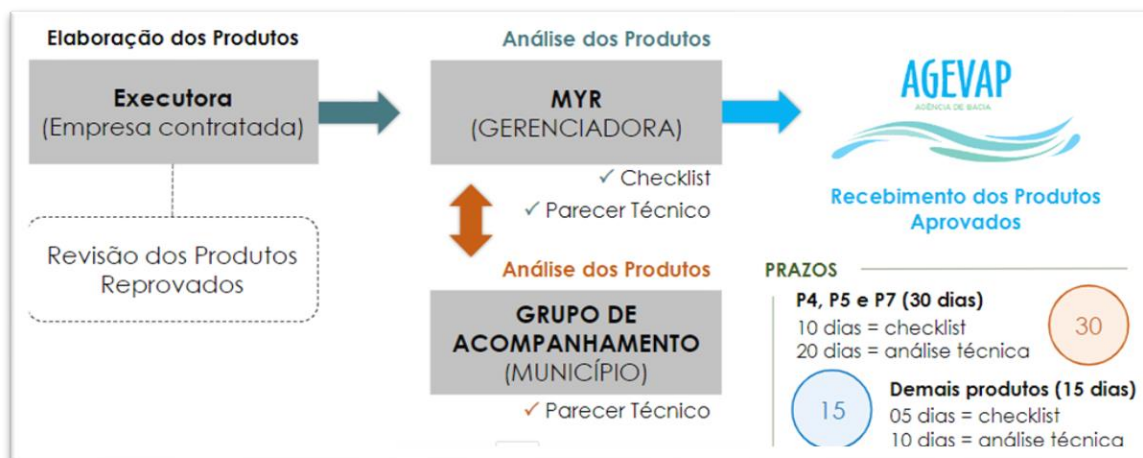 Elaboração dos Produtos
Executora
(Empresa contratada)
Revisão dos Produtos
Reprovados
Análise dos Produtos
MYR
(GERENCIADORA)
✓ Checklist
✓ Parecer Técnico
Análise dos Produtos
GRUPO DE
ACOMPANHAMENTO
(MUNICÍPIO)
✓ Parecer Técnico
AGEVAP
AGÊNCIA DE BACIA
Recebimento dos Produtos
Aprovados
PRAZOS
P4, P5 e P7 (30 dias)
10 dias = checklist
20 dias = análise técnica
30
15
Demais produtos (15 dias)
05 dias = checklist
10 dias = análise técnica